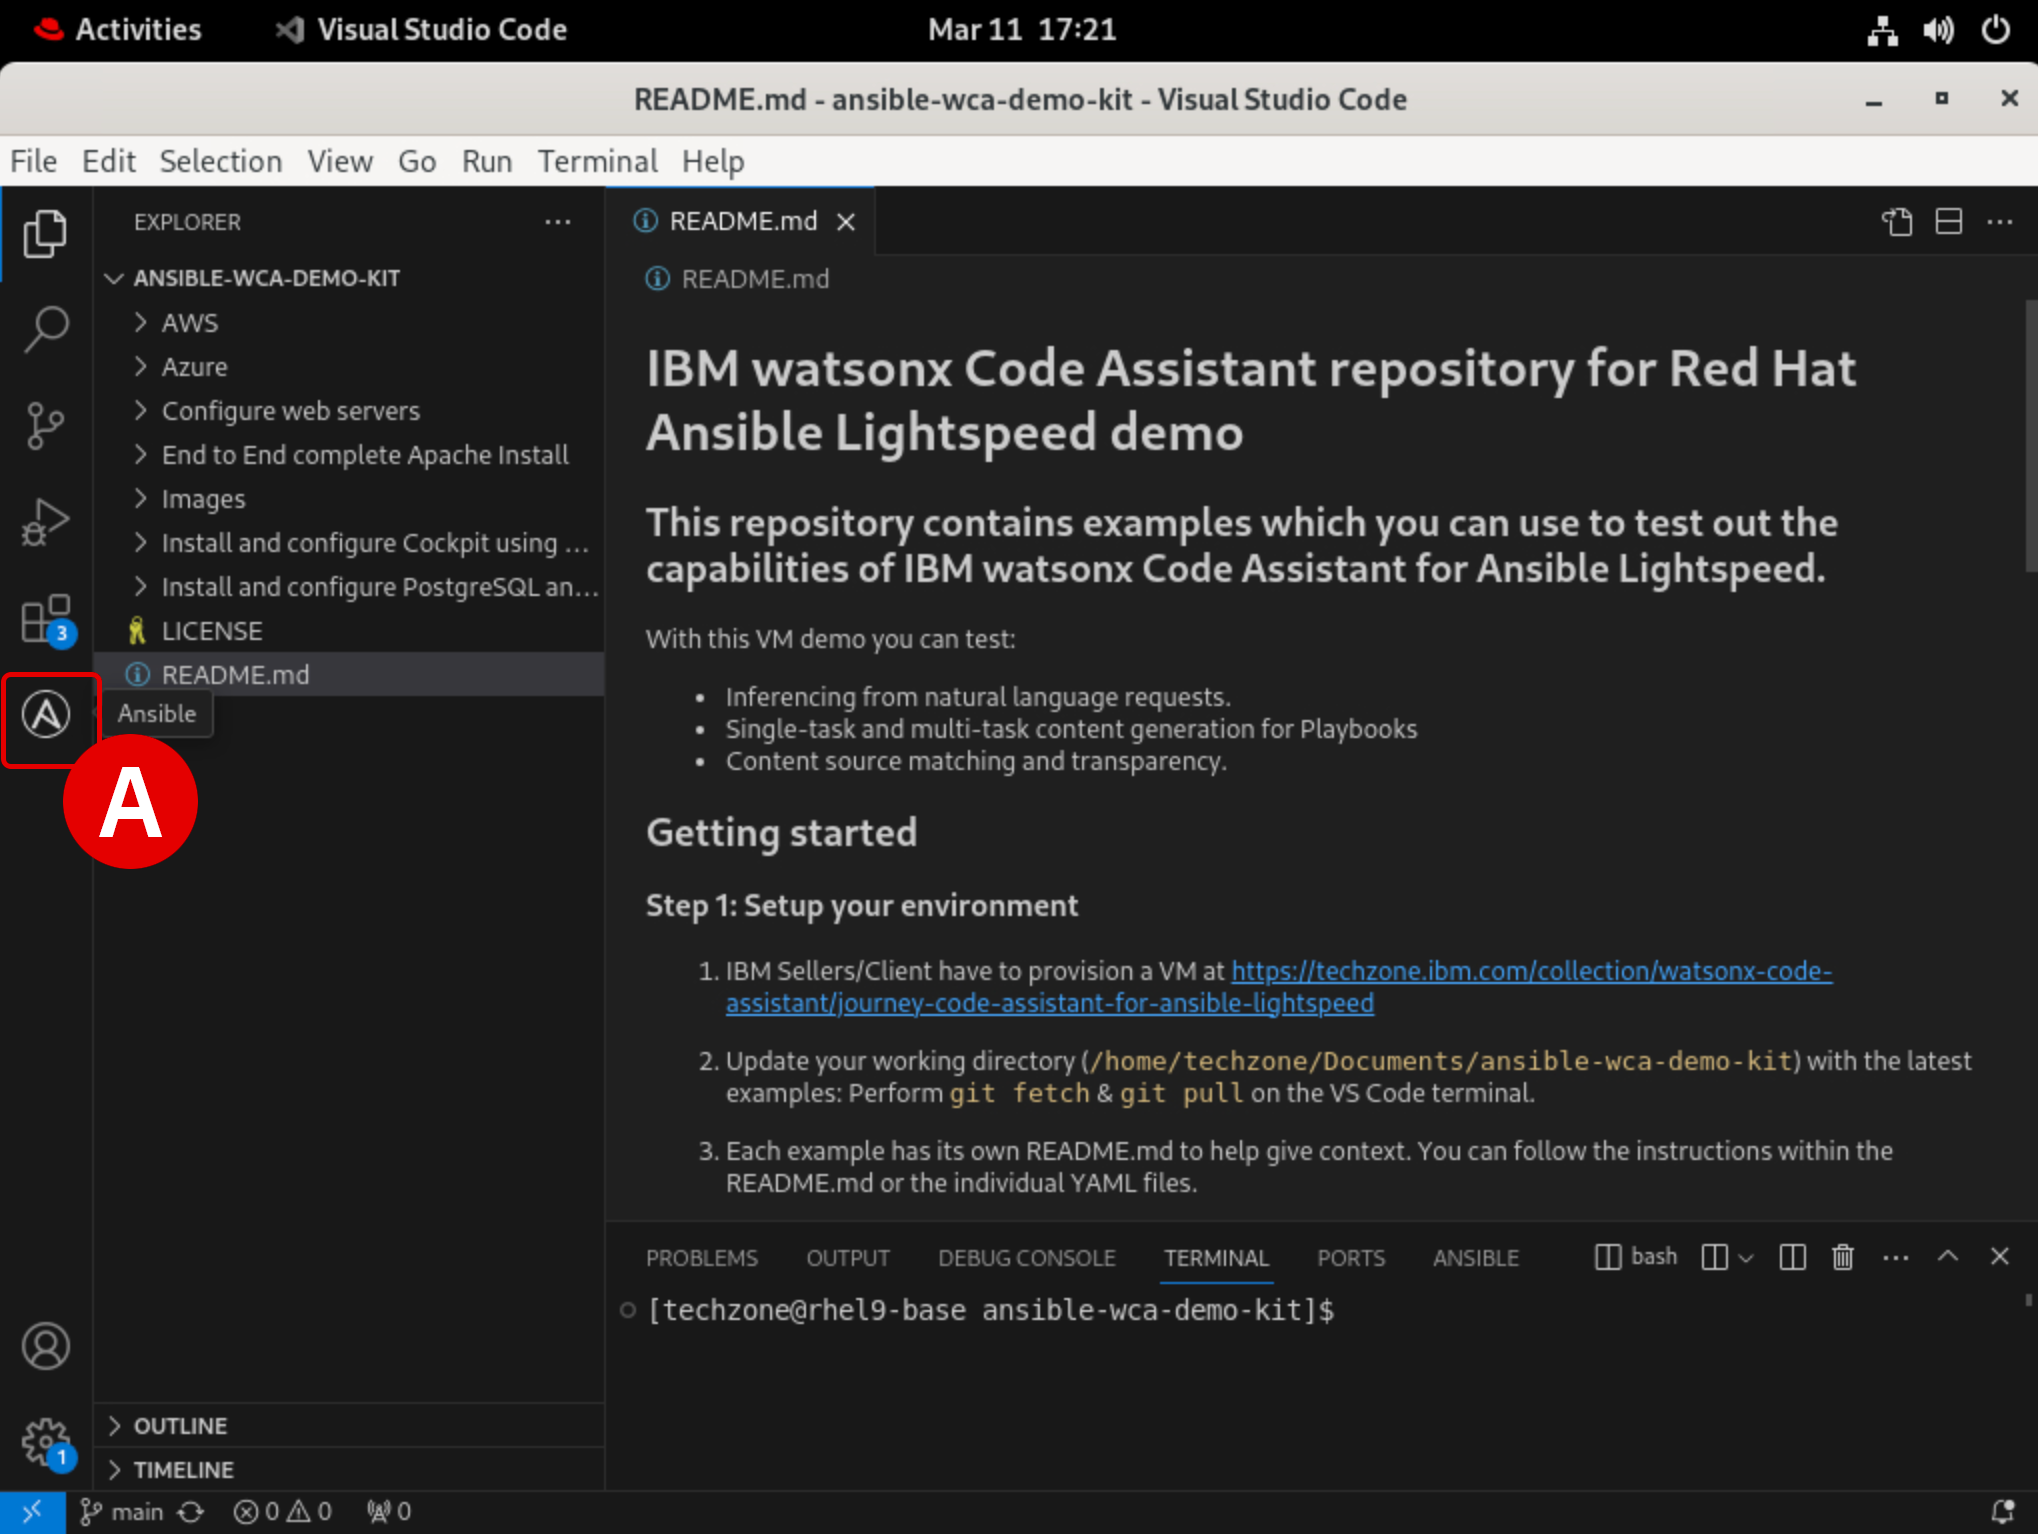 Activities
Visual Studio Code
Mar 11 17:21
README.md - ansible-wca-demo-kit - Visual Studio Code
File Edit Selection View Go Run Terminal Help
EXPLORER
ANSIBLE-WCA-DEMO-KIT
AWS
Azure
Configure web servers
End to End complete Apache Install
Images
Install and configure Cockpit using ...
Install and configure PostgreSQL an...
LICENSE
README.md
3
Ansible
A
OUTLINE
TIMELINE
1
README.md
README.md
IBM watsonx Code Assistant repository for Red Hat
Ansible Lightspeed demo
This repository contains examples which you can use to test out the
capabilities of IBM watsonx Code Assistant for Ansible Lightspeed.
With this VM demo you can test:
• Inferencing from natural language requests.
• Single-task and multi-task content generation for Playbooks
• Content source matching and transparency.
Getting started
Step 1: Setup your environment
1. IBM Sellers/Client have to provision a VM at https://techzone.ibm.com/collection/watsonx-code-
assistant/journey-code-assistant-for-ansible-lightspeed
2. Update your working directory (/home/techzone/Documents/ansible-wca-demo-kit) with the latest
examples: Perform git fetch & git pull on the VS Code terminal.
3. Each example has its own README.md to help give context. You can follow the instructions within the
README.md or the individual YAML files.
PROBLEMS OUTPUT DEBUG CONSOLE TERMINAL PORTS ANSIBLE bash
[techzone@rhel9-base ansible-wca-demo-kit]$
main 0 0 0